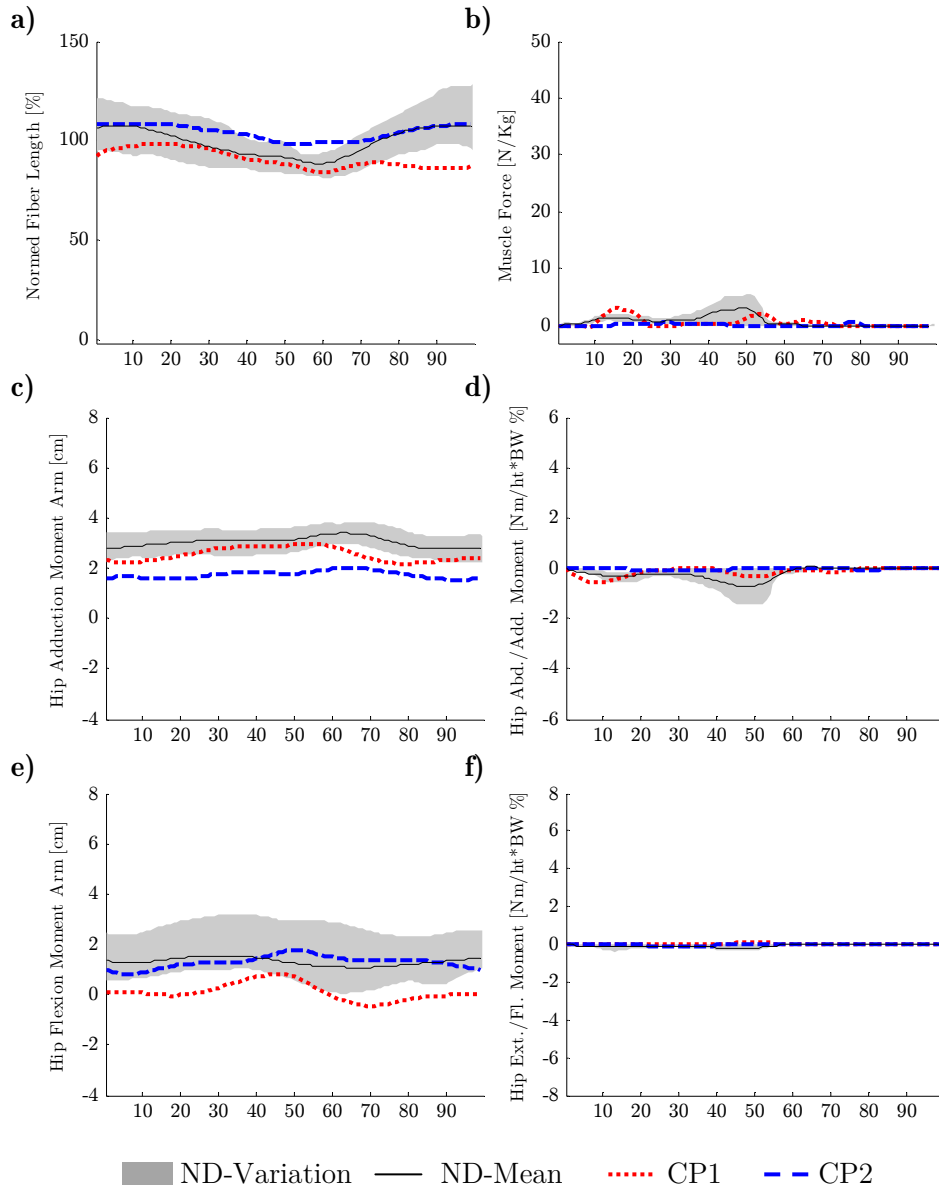 a)
150
100
50
0
Normed Fiber Length [%]
10 20 30 40 50 60 70 80 90
b)
50
40
30
20
10
0
Muscle Force [N/Kg]
10 20 30 40 50 60 70 80 90
c)
8
6
4
2
0
-2
-4
Hip Adduction Moment Arm [cm]
10 20 30 40 50 60 70 80 90
d)
6
4
2
0
-2
-4
-6
Hip Abd./Add. Moment [Nm/ht*BW %]
10 20 30 40 50 60 70 80 90
e)
8
6
4
2
0
-2
-4
Hip Flexion Moment Arm [cm]
10 20 30 40 50 60 70 80 90
f)
8
6
4
2
0
-2
-4
-6
-8
Hip Ext./Fl. Moment [Nm/ht*BW %]
10 20 30 40 50 60 70 80 90
ND-Variation ND-Mean CP1 CP2